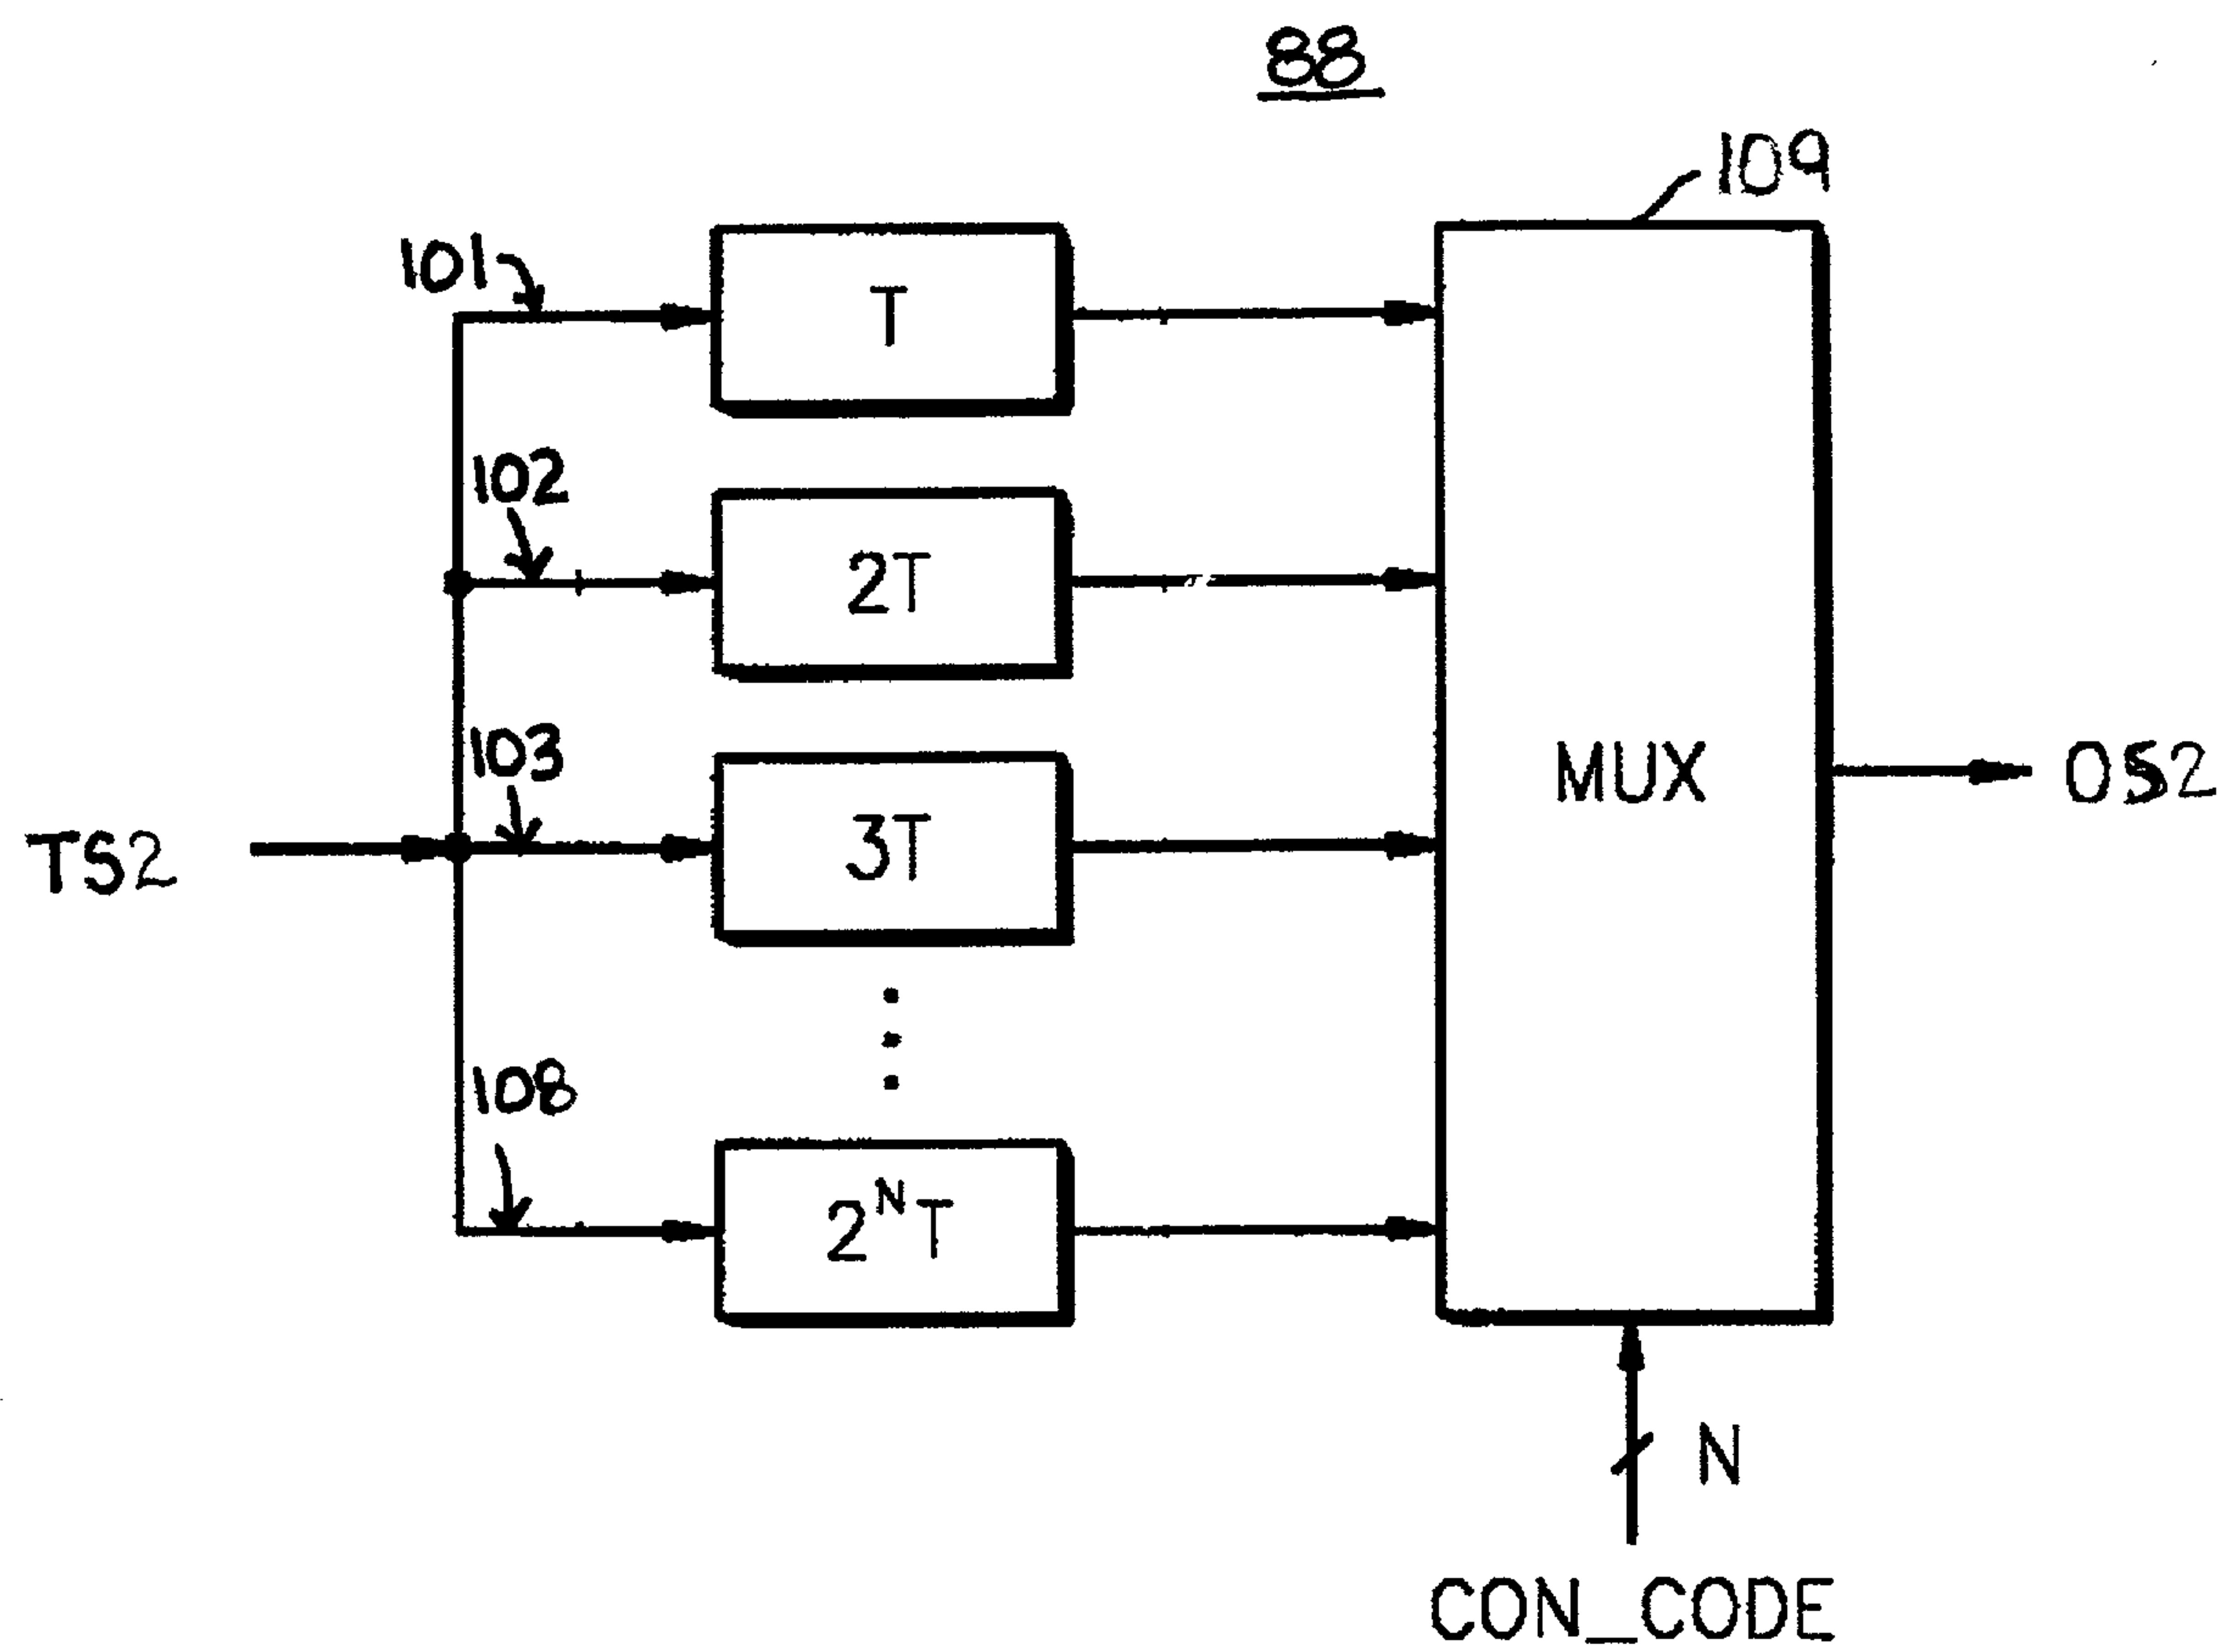 88
109
101
T
102
2T
103
3T
MUX
OS2
TS2
108
2^N T
N
CON_CODE